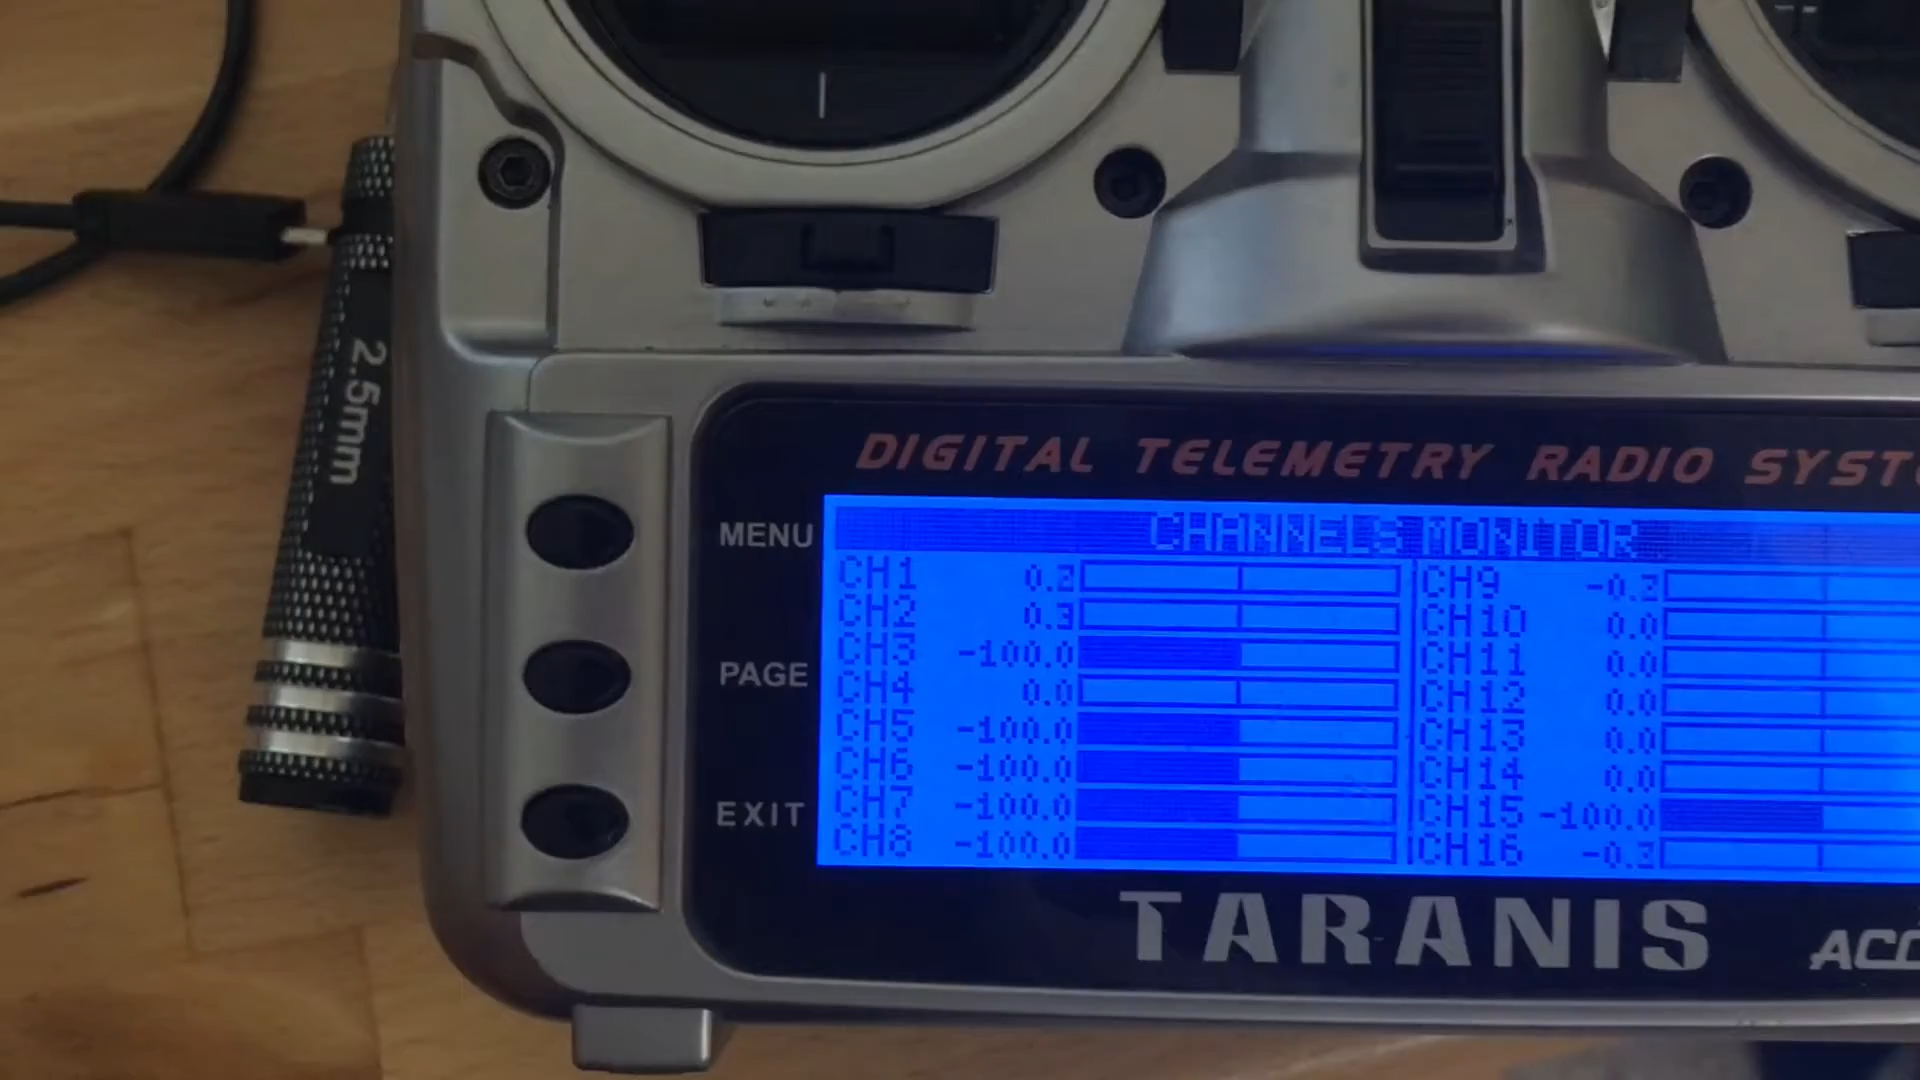 2.5mm
DIGITAL TELEMETRY RADIO SYST
MENU
PAGE
EXIT
CHANNELS MONITOR
CH1 0.2
CH2 0.3
CH3 -100.0
CH4 0.0
CH5 -100.0
CH6 -100.0
CH7 -100.0
CH8 -100.0
CH9 -0.2
CH10 0.0
CH11 0.0
CH12 0.0
CH13 0.0
CH14 0.0
CH15 -100.0
CH16 -0.3
TARANIS
ACC